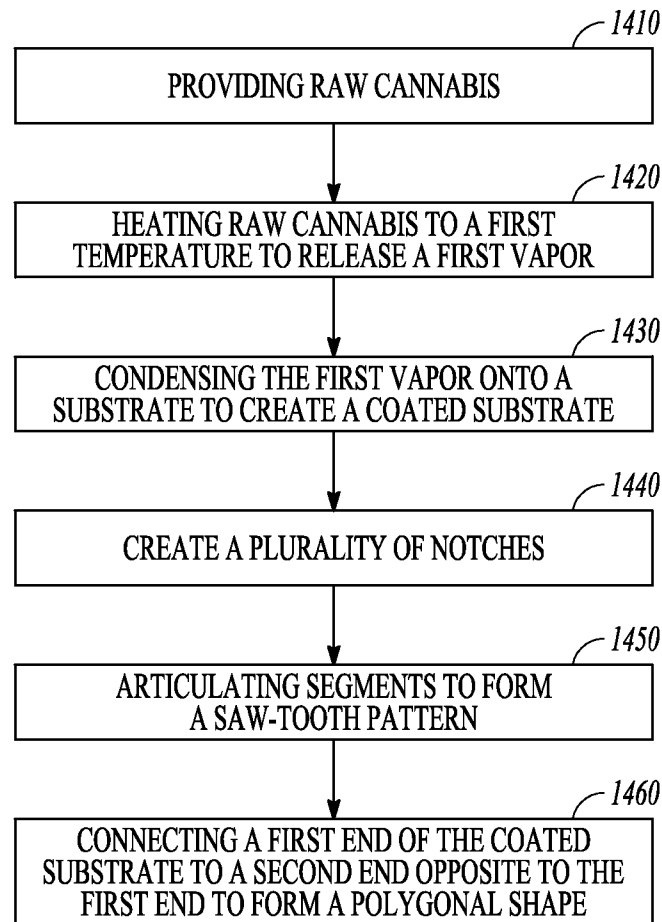 1410
PROVIDING RAW CANNABIS
1420
HEATING RAW CANNABIS TO A FIRST
TEMPERATURE TO RELEASE A FIRST VAPOR
1430
CONDENSING THE FIRST VAPOR ONTO A
SUBSTRATE TO CREATE A COATED SUBSTRATE
1440
CREATE A PLURALITY OF NOTCHES
1450
ARTICULATING SEGMENTS TO FORM
A SAW-TOOTH PATTERN
1460
CONNECTING A FIRST END OF THE COATED
SUBSTRATE TO A SECOND END OPPOSITE TO THE
FIRST END TO FORM A POLYGONAL SHAPE